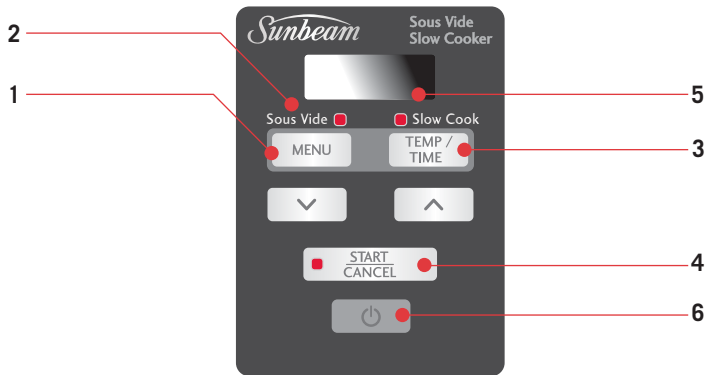 Sunbeam
Sous Vide
Slow Cooker
2
1
5
Sous Vide
Slow Cook
MENU
TEMP /
TIME
3
START
CANCEL
4
6